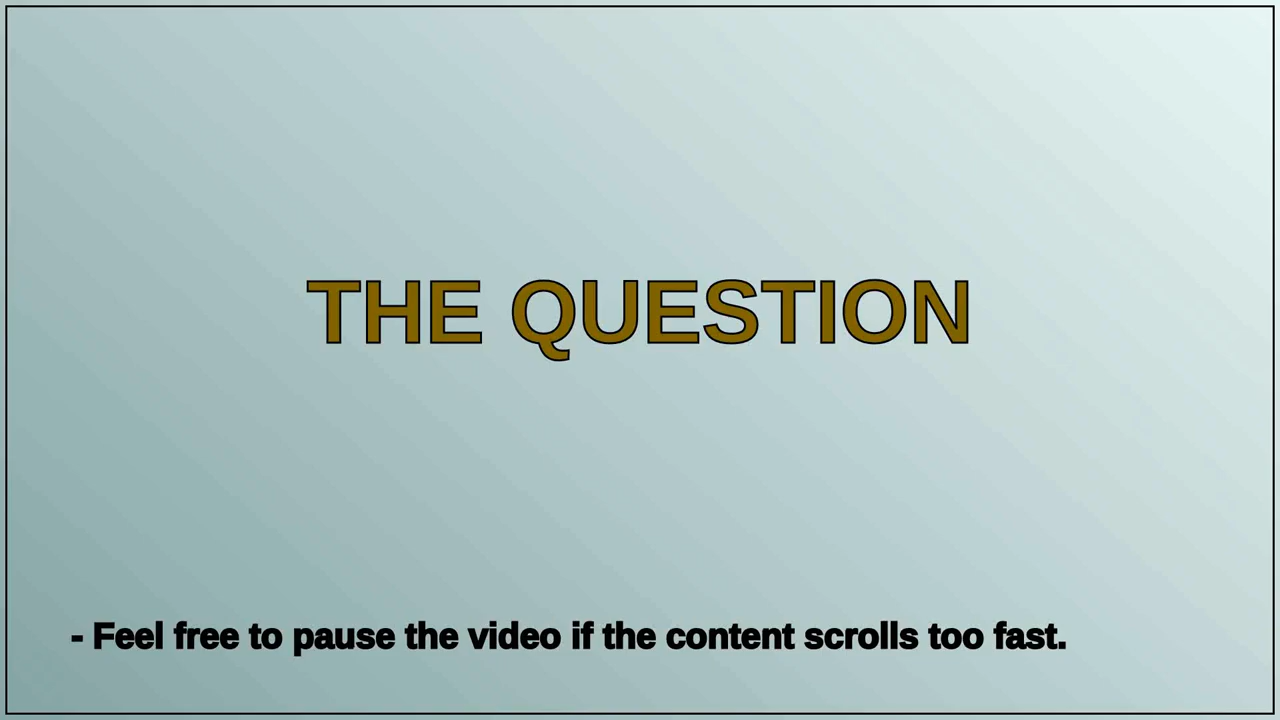 THE QUESTION
- Feel free to pause the video if the content scrolls too fast.